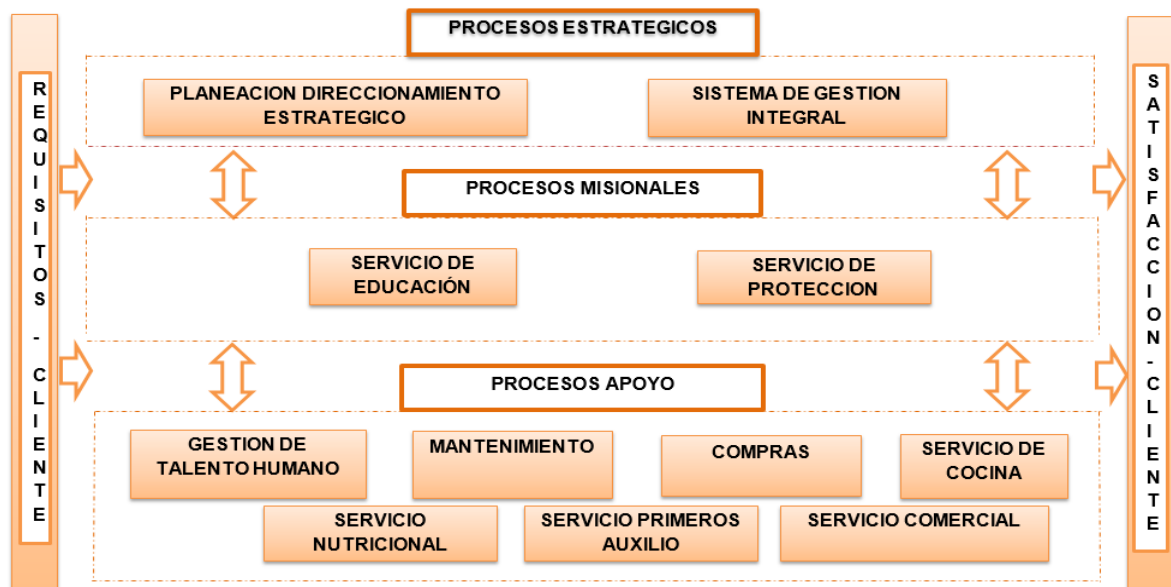 PROCESOS ESTRATEGICOS
REQUISITOS - CLIENTE
SATISFACCION - CLIENTE
PLANEACION DIRECCIONAMIENTO
ESTRATEGICO
SISTEMA DE GESTION
INTEGRAL
PROCESOS MISIONALES
SERVICIO DE
EDUCACIÓN
SERVICIO DE
PROTECCION
PROCESOS APOYO
GESTION DE
TALENTO HUMANO
MANTENIMIENTO
COMPRAS
SERVICIO DE
COCINA
SERVICIO
NUTRICIONAL
SERVICIO PRIMEROS
AUXILIO
SERVICIO COMERCIAL